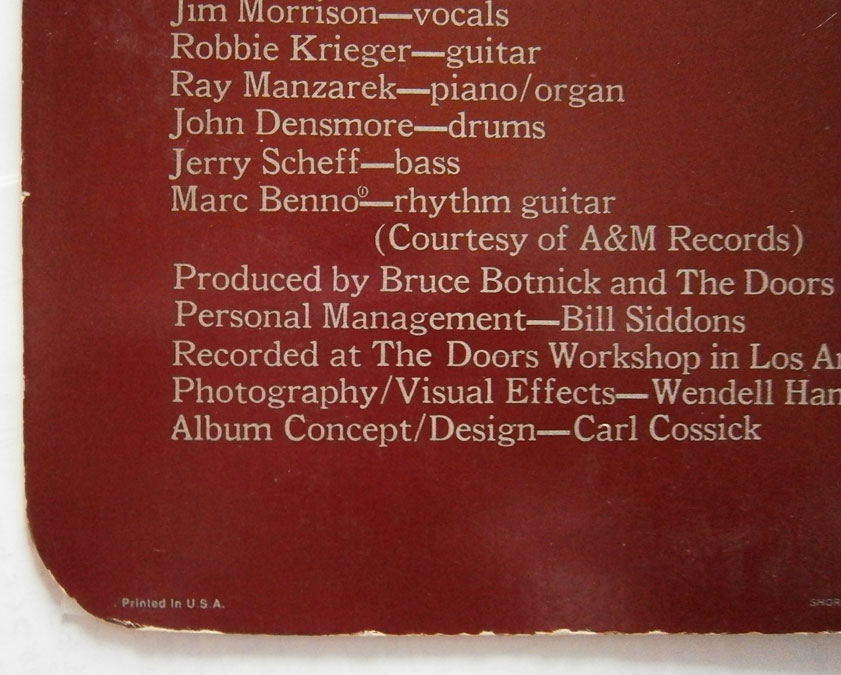 Jim Morrison—vocals
Robbie Krieger—guitar
Ray Manzarek—piano/organ
John Densmore—drums
Jerry Scheff—bass
Marc Benno—rhythm guitar
(Courtesy of A&M Records)
Produced by Bruce Botnick and The Doors
Personal Management—Bill Siddons
Recorded at The Doors Workshop in Los
Photography/Visual Effects—Wendell
Album Concept/Design—Carl Cossick
Printed in U.S.A.